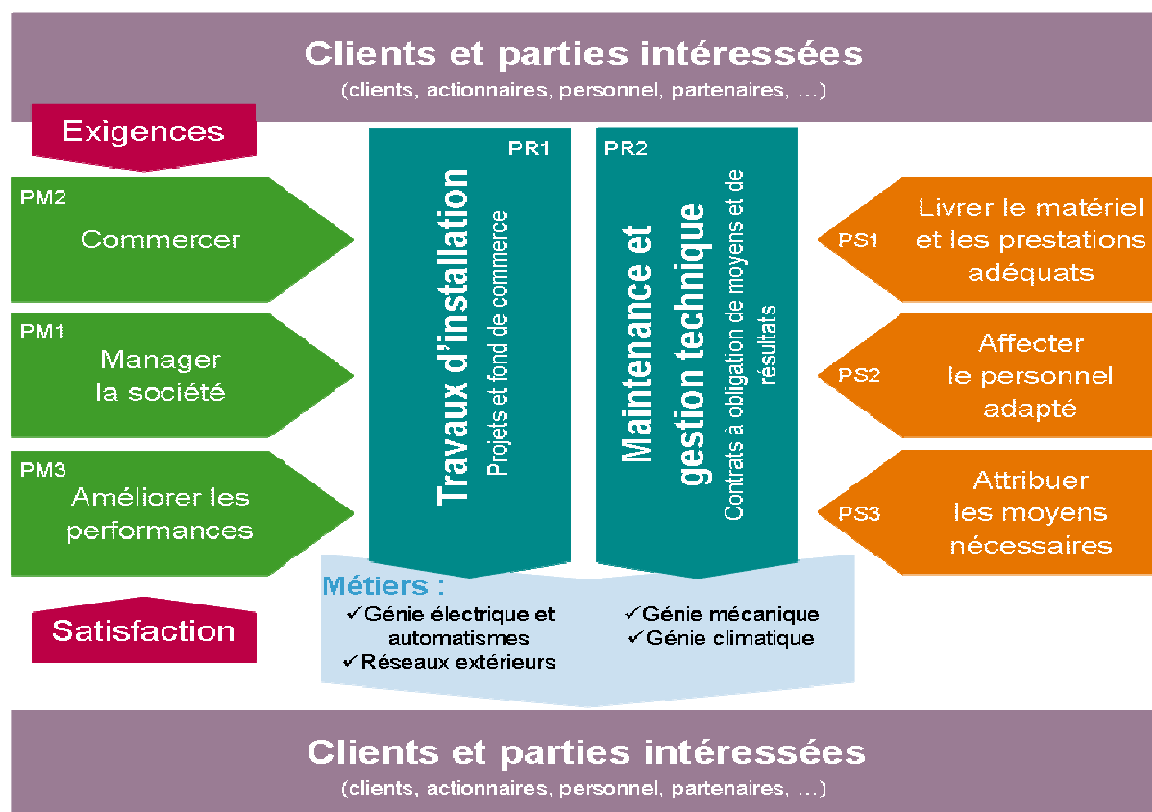 Clients et parties intéressées
(clients, actionnaires, personnel, partenaires, …)
Exigences
PM2
Commercer
PM1
Manager
la société
PM3
Améliorer les
performances
Satisfaction
PR1
Travaux d’installation
Projets et fond de commerce
PR2
Maintenance et
gestion technique
Contrats à obligation de moyens et de
résultats
PS1
Livrer le matériel
et les prestations
adéquats
PS2
Affecter
le personnel
adapté
PS3
Attribuer
les moyens
nécessaires
Métiers :
✓Génie électrique et
automatismes
✓Réseaux extérieurs
✓Génie mécanique
✓Génie climatique
Clients et parties intéressées
(clients, actionnaires, personnel, partenaires, …)